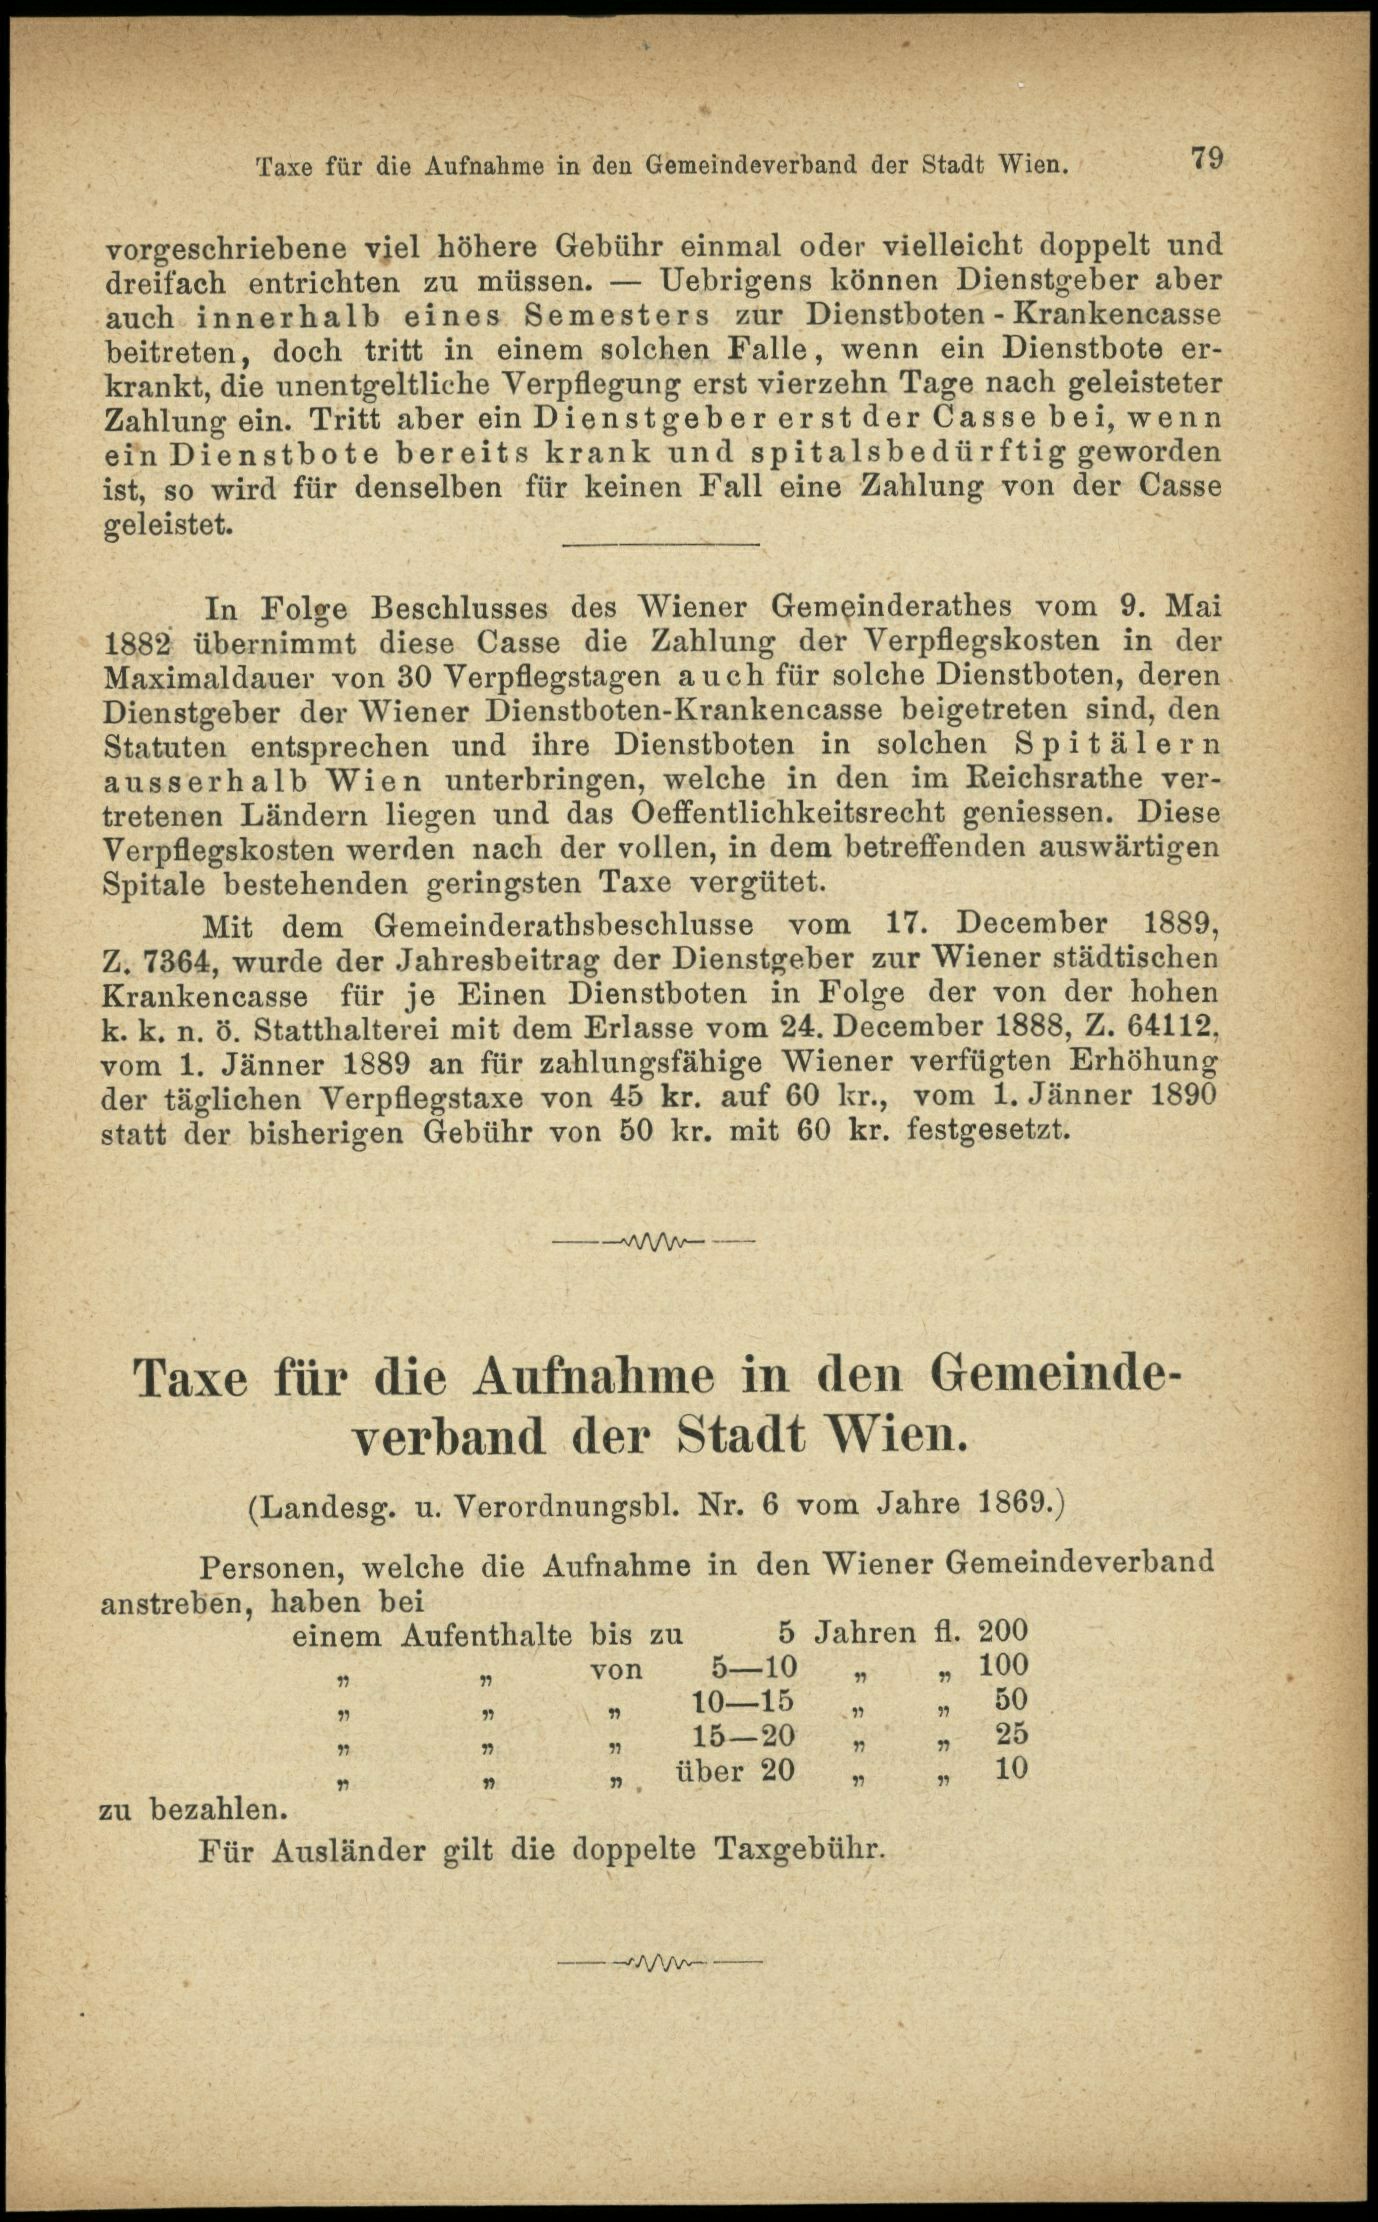 Taxe für die Aufnahme in den Gemeindeverband der Stadt Wien. 79
vorgeschriebene viel höhere Gebühr einmal oder vielleicht doppelt und
dreifach entrichten zu müssen. — Uebrigens können Dienstgeber aber
auch innerhalb eines Semesters zur Dienstboten-Krankencasse
beitreten, doch tritt in einem solchen Falle, wenn ein Dienstbote er-
krankt, die unentgeltliche Verpflegung erst vierzehn Tage nach geleisteter
Zahlung ein. Tritt aber ein Dienstgeber erst der Casse bei, wenn
ein Dienstbote bereits krank und spitalsbedürftig geworden
ist, so wird für denselben für keinen Fall eine Zahlung von der Casse
geleistet.
In Folge Beschlusses des Wiener Gemeinderathes vom 9. Mai
1882 übernimmt diese Casse die Zahlung der Verpflegskosten in der
Maximaldauer von 30 Verpflegstagen auch für solche Dienstboten, deren
Dienstgeber der Wiener Dienstboten-Krankencasse beigetreten sind, den
Statuten entsprechen und ihre Dienstboten in solchen Spitälern
ausserhalb Wien unterbringen, welche in den im Reichsrathe ver-
tretenen Ländern liegen und das Oeffentlichkeitsrecht geniessen. Diese
Verpflegskosten werden nach der vollen, in dem betreffenden auswärtigen
Spitale bestehenden geringsten Taxe vergütet.
Mit dem Gemeinderathsbeschlusse vom 17. December 1889,
Z. 7364, wurde der Jahresbeitrag der Dienstgeber zur Wiener städtischen
Krankencasse für je Einen Dienstboten in Folge der von der hohen
k. k. n. ö. Statthalterei mit dem Erlasse vom 24. December 1888, Z. 64112,
vom 1. Jänner 1889 an für zahlungsfähige Wiener verfügten Erhöhung
der täglichen Verpflegstaxe von 45 kr. auf 60 kr., vom 1. Jänner 1890
statt der bisherigen Gebühr von 50 kr. mit 60 kr. festgesetzt.
Taxe für die Aufnahme in den Gemeinde-
verband der Stadt Wien.
(Landesg. u. Verordnungsbl. Nr. 6 vom Jahre 1869.)
Personen, welche die Aufnahme in den Wiener Gemeindeverband
anstreben, haben bei
einem Aufenthalte bis zu 5 Jahren fl. 200
„ „ von 5—10 „ „ 100
„ „ „ 10—15 „ „ 50
„ „ „ 15—20 „ „ 25
„ „ „ über 20 „ „ 10
zu bezahlen.
Für Ausländer gilt die doppelte Taxgebühr.